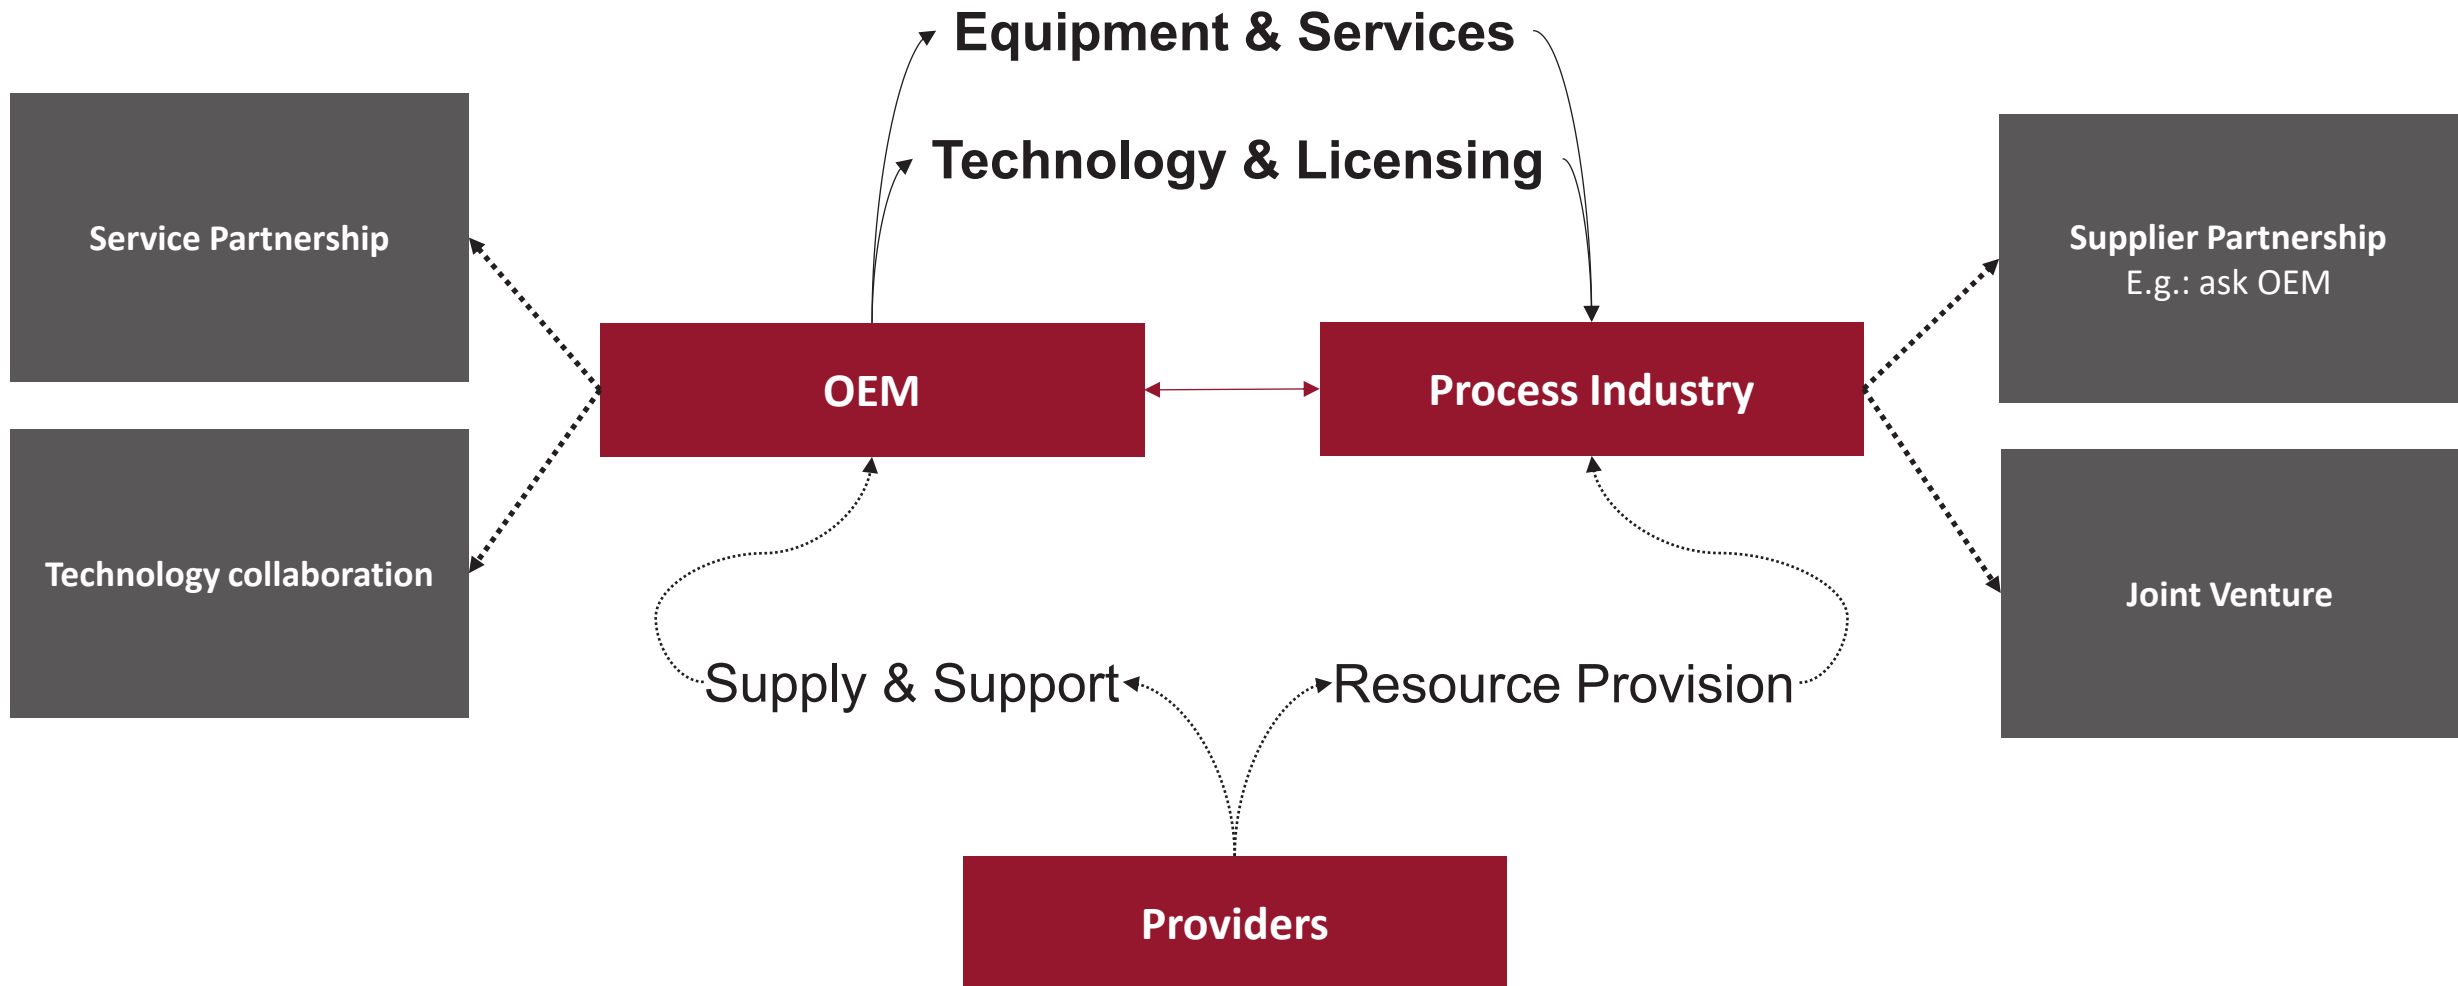 Equipment & Services
Technology & Licensing
Service Partnership
Supplier Partnership
E.g.: ask OEM
OEM
Process Industry
Technology collaboration
Joint Venture
Supply & Support
Resource Provision
Providers